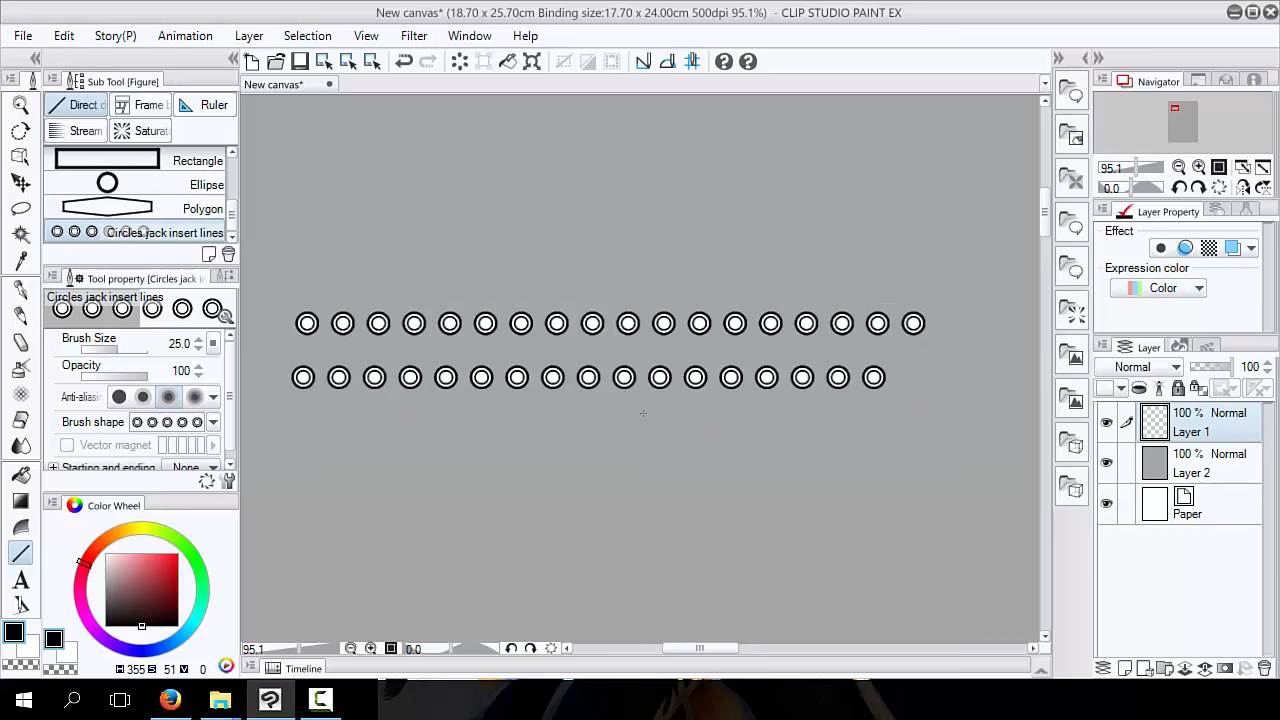 New canvas* (18.70 x 25.70cm Binding size:17.70 x 24.00cm 500dpi 95.1%) - CLIP STUDIO PAINT EX
File Edit Story(P) Animation Layer Selection View Filter Window Help
Sub Tool [Figure]
New canvas*
Navigator
Direct d
Frame b
Ruler
Stream
Saturat
Rectangle
Ellipse
Polygon
Circles jack insert lines
Tool property [Circles jack in
Circles jack insert lines
Brush Size 25.0
Opacity 100
Anti-aliasin
Brush shape
Vector magnet
Starting and ending None
Color Wheel
355 S 51 V 0
95.1
0.0
Timeline
95.1
0.0
Layer Property
Effect
Expression color
Color
Layer
Normal 100
100 % Normal
Layer 1
100 % Normal
Layer 2
Paper